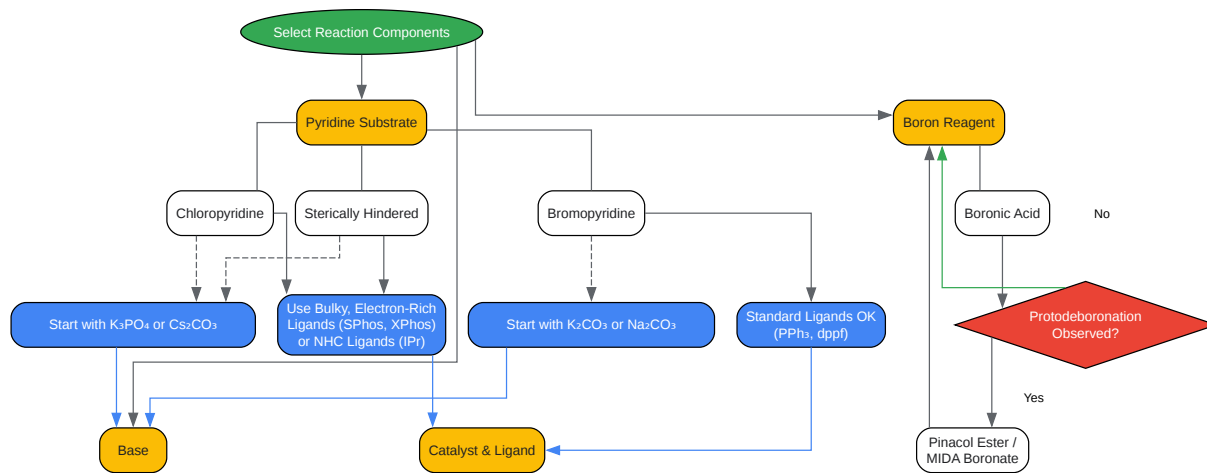 Select Reaction Components
Pyridine Substrate
Boron Reagent
Chloropyridine
Sterically Hindered
Bromopyridine
Boronic Acid
No
Start with K₃PO₄ or Cs₂CO₃
Use Bulky, Electron-Rich
Ligands (SPhos, XPhos)
or NHC Ligands (IPr)
Start with K₂CO₃ or Na₂CO₃
Standard Ligands OK
(PPh₃, dppf)
Protodeboronation
Observed?
Yes
Base
Catalyst & Ligand
Pinacol Ester /
MIDA Boronate